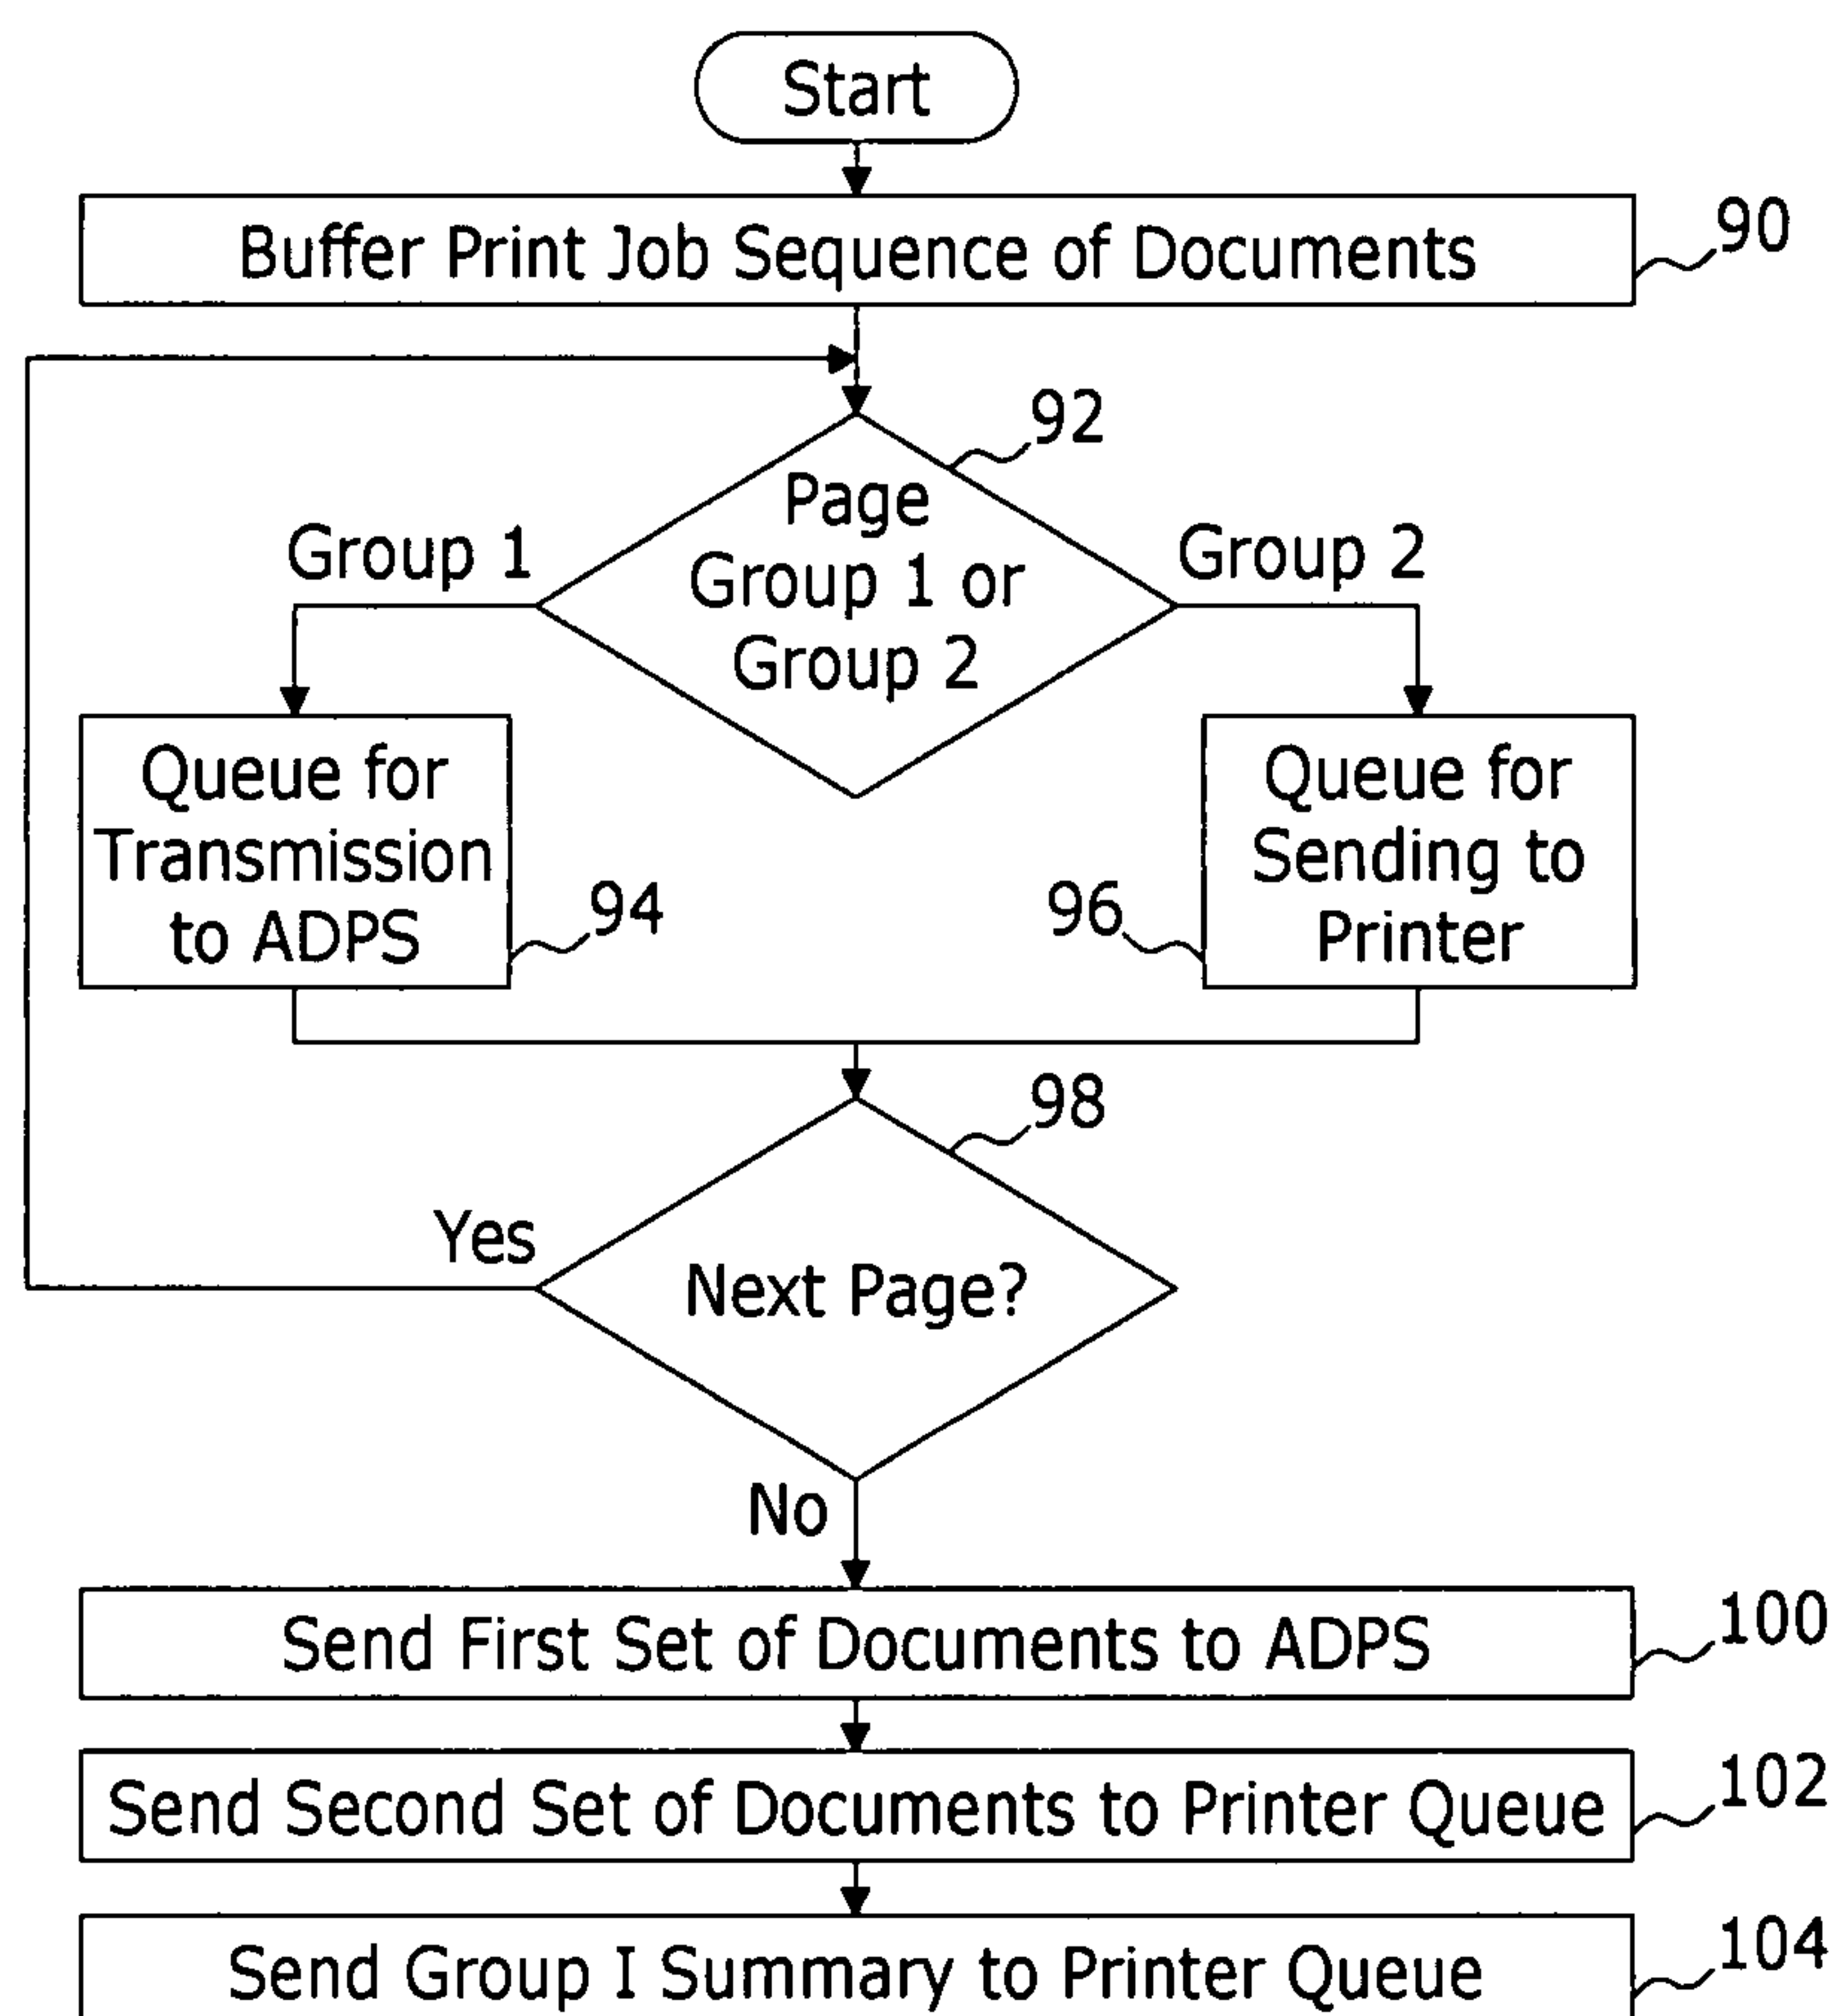 Start
Buffer Print Job Sequence of Documents
90
92
Page
Group 1 or
Group 2
Group 1
Group 2
Queue for
Transmission
to ADPS
94
Queue for
Sending to
Printer
96
98
Next Page?
Yes
No
Send First Set of Documents to ADPS
100
Send Second Set of Documents to Printer Queue
102
Send Group I Summary to Printer Queue
104